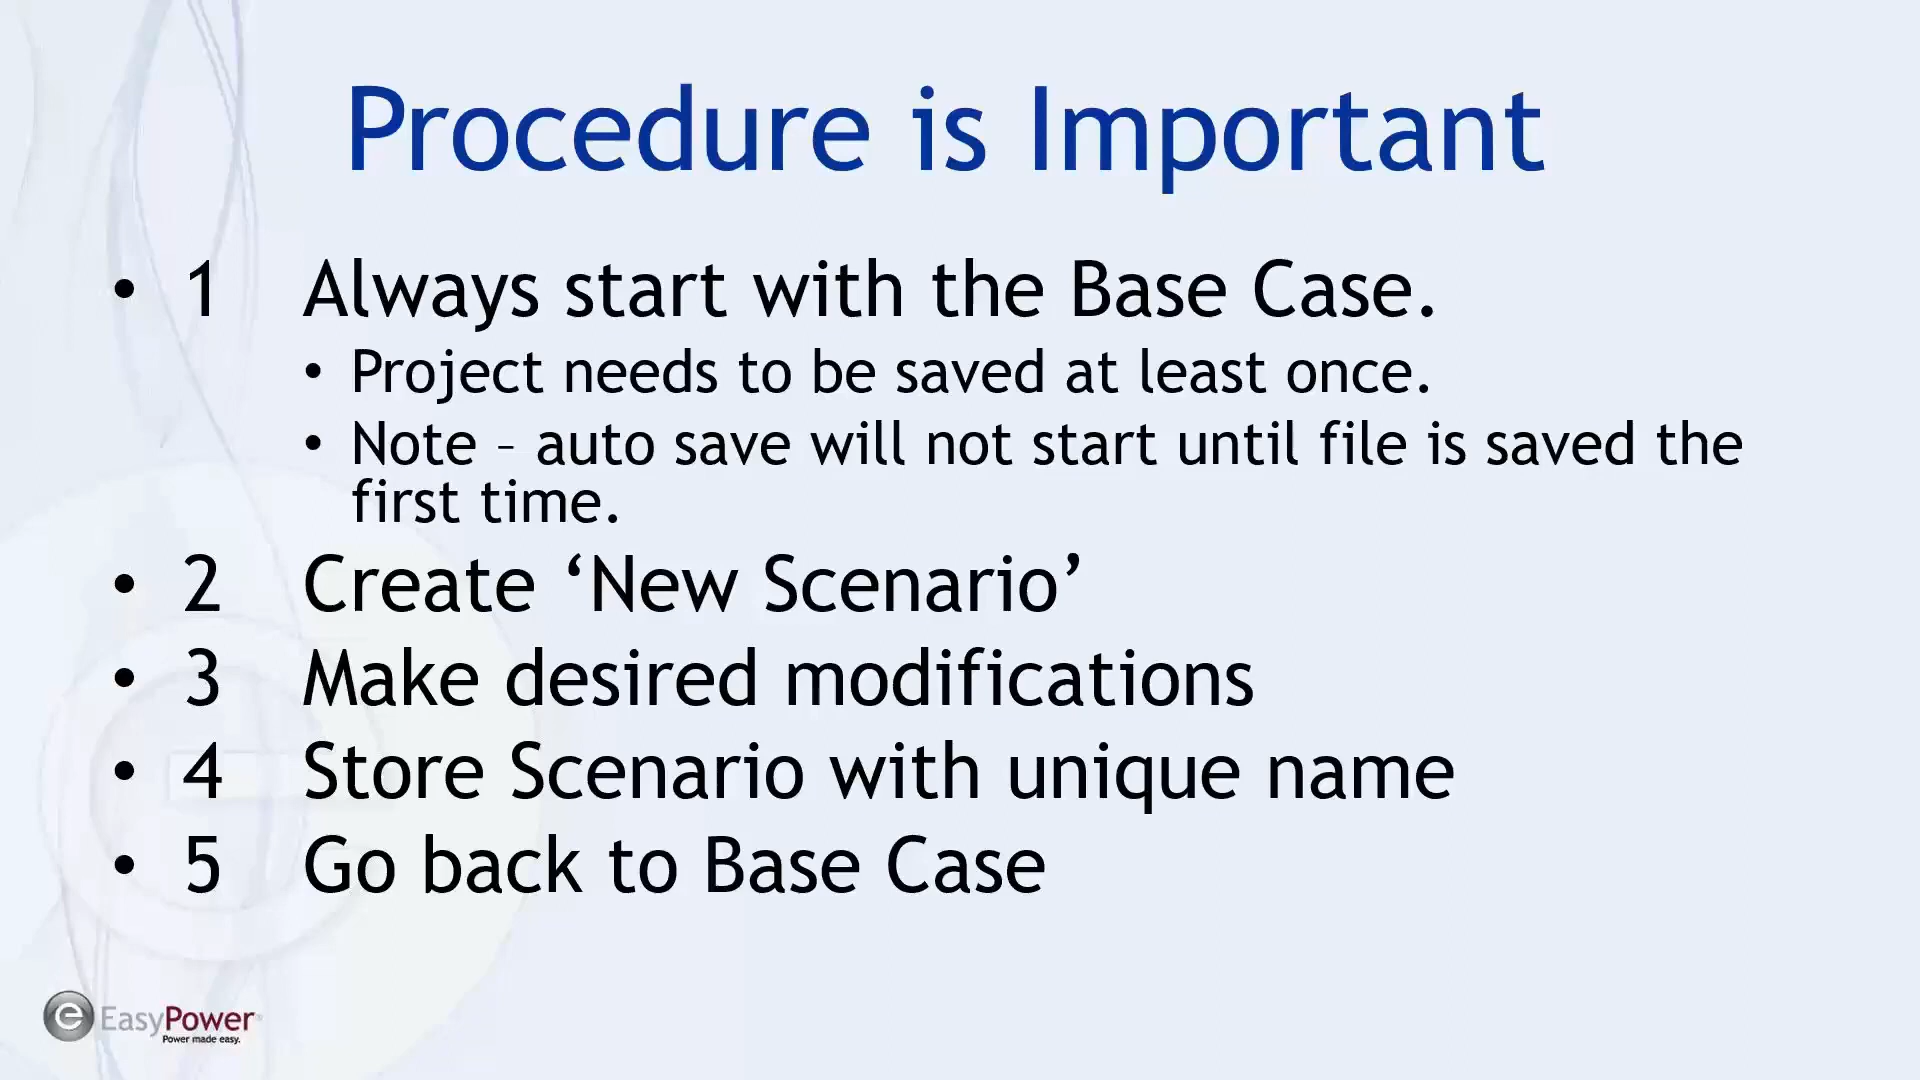 Procedure is Important
• 1 Always start with the Base Case.
• Project needs to be saved at least once.
• Note – auto save will not start until file is saved the
first time.
• 2 Create ‘New Scenario’
• 3 Make desired modifications
• 4 Store Scenario with unique name
• 5 Go back to Base Case
e EasyPower®
Power made easy.